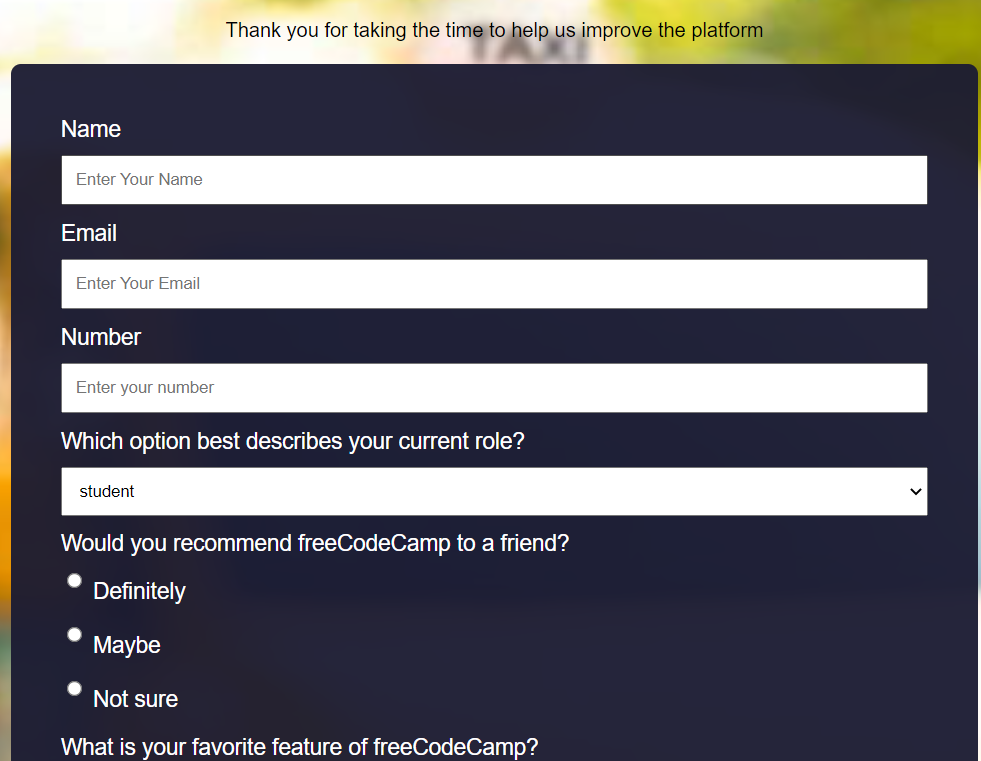 Thank you for taking the time to help us improve the platform
TAXI
Name
Enter Your Name
Email
Enter Your Email
Number
Enter your number
Which option best describes your current role?
student
Would you recommend freeCodeCamp to a friend?
Definitely
Maybe
Not sure
What is your favorite feature of freeCodeCamp?